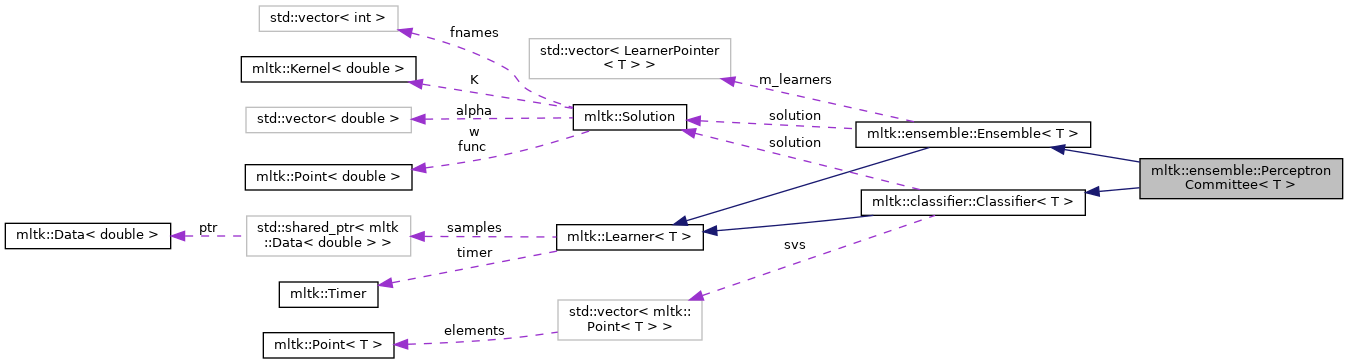 std::vector< int >
fnames
std::vector< LearnerPointer
< T > >
mltk::Kernel< double >
K
m_learners
alpha
std::vector< double >
mltk::Solution
solution
w
func
mltk::ensemble::Ensemble< T >
solution
mltk::Point< double >
mltk::ensemble::Perceptron
Committee< T >
mltk::classifier::Classifier< T >
mltk::Data< double >
ptr
std::shared_ptr< mltk
::Data< double > >
samples
mltk::Learner< T >
timer
svs
mltk::Timer
std::vector< mltk::
Point< T > >
elements
mltk::Point< T >